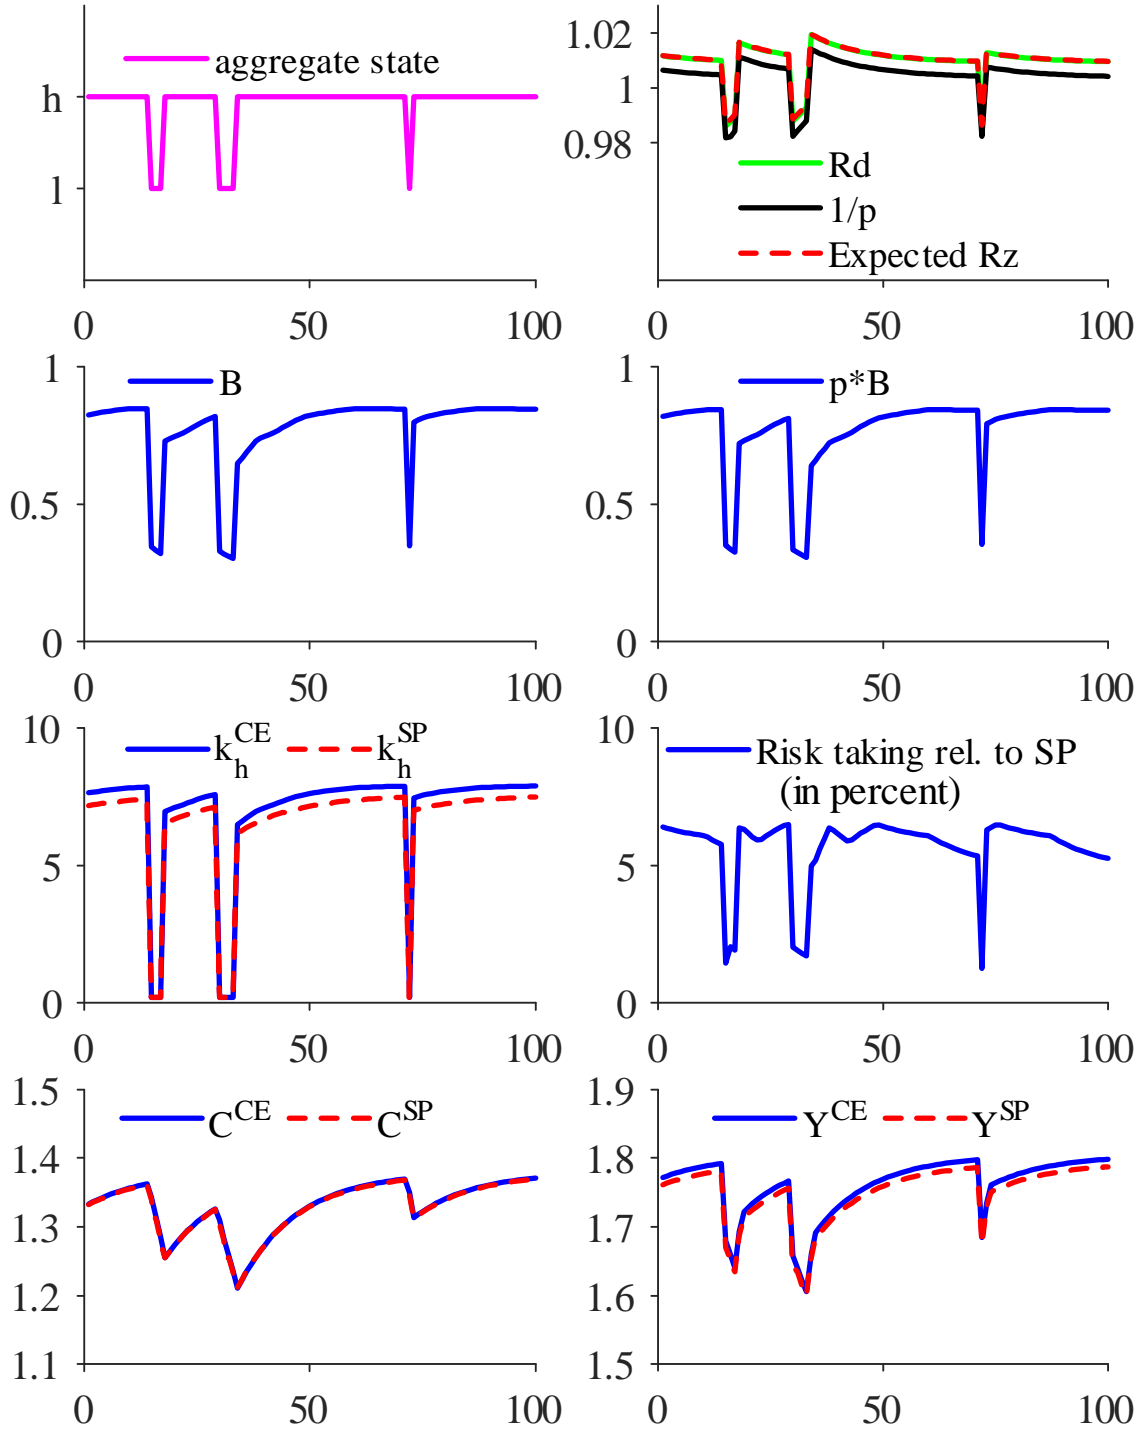 aggregate state
h
l
0 50 100
1.02
1
0.98
Rd
1/p
Expected Rz
0 50 100
1
0.5
0
B
0 50 100
1
0.5
0
p*B
0 50 100
10
5
0
k_h^CE k_h^SP
0 50 100
10
5
0
Risk taking rel. to SP
(in percent)
0 50 100
1.5
1.4
1.3
1.2
1.1
C^CE C^SP
0 50 100
1.9
1.8
1.7
1.6
1.5
Y^CE Y^SP
0 50 100